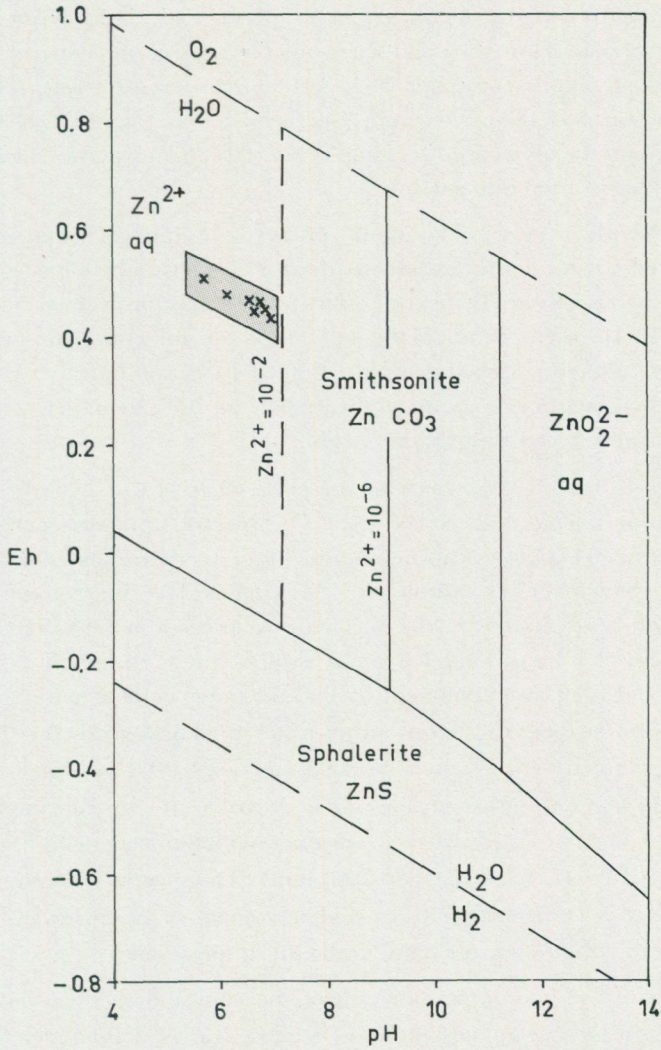 1.0
0.8
0.6
0.4
0.2
0
-0.2
-0.4
-0.6
-0.8
Eh
O2
H2O
Zn2+
aq
Zn2+=10-2
Smithsonite
Zn CO3
Zn2+=10-6
ZnO22-
aq
Sphalerite
ZnS
H2O
H2
4
6
8
10
12
14
pH